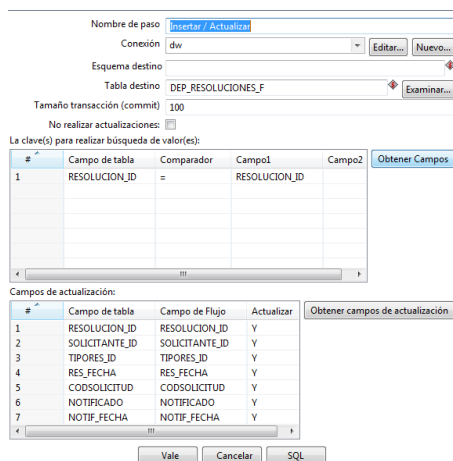 Nombre de paso Insertar / Actualizar
Conexión dw Editar... Nuevo...
Esquema destino
Tabla destino DEP_RESOLUCIONES_F Examinar...
Tamaño transacción (commit) 100
No realizar actualizaciones:
La clave(s) para realizar búsqueda de valor(es):
# Campo de tabla Comparador Campo1 Campo2 Obtener Campos
1 RESOLUCION_ID = RESOLUCION_ID
Campos de actualización:
# Campo de tabla Campo de Flujo Actualizar Obtener campos de actualización
1 RESOLUCION_ID RESOLUCION_ID Y
2 SOLICITANTE_ID SOLICITANTE_ID Y
3 TIPORES_ID TIPORES_ID Y
4 RES_FECHA RES_FECHA Y
5 CODSOLICITUD CODSOLICITUD Y
6 NOTIFICADO NOTIFICADO Y
7 NOTIF_FECHA NOTIF_FECHA Y
Vale Cancelar SQL